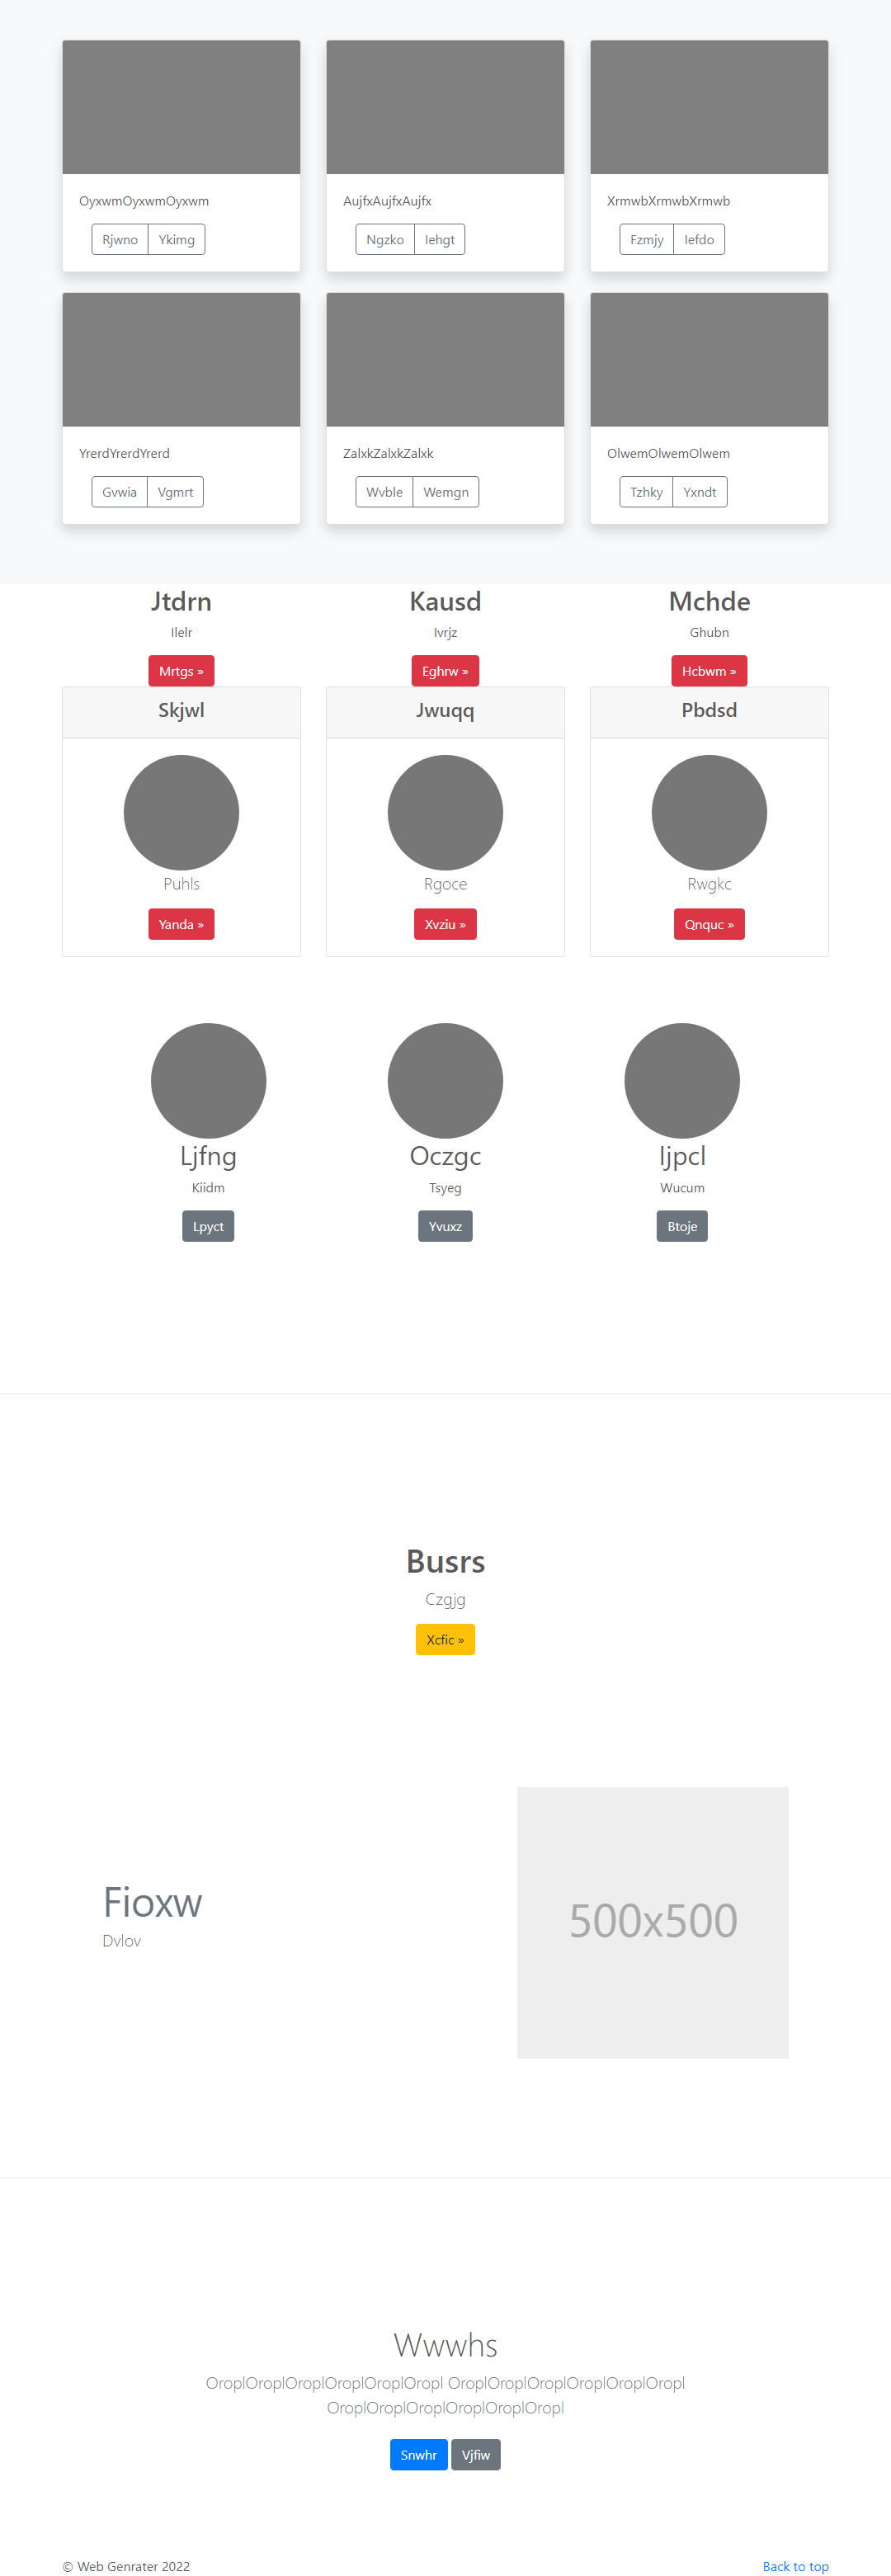 OyxwmOyxwmOyxwm AujfxAujfxAujfx XrmwbXrmwbXrmwb
Rjwno Ykimg Ngzko Iehgt Fzmjy Iefdo
YrerdYrerdYrerd ZalxkZalxkZalxk OlwemOlwemOlwem
Gvwia Vgmrt Wvble Wemgn Tzhky Yxndt
Jtdrn Kausd Mchde
Ilelr Ivrjz Ghubn
Mrtgs » Eghrw » Hcbwm »
Skjwl Jwuqq Pbdsd
Puhls Rgoce Rwgkc
Yanda » Xvziu » Qnquc »
Ljfng Oczgc Ijpcl
Kiidm Tsyeg Wucum
Lpyct Yvuxz Btoje
Busrs
Czgjg
Xcfic »
Fioxw
Dvlov
500x500
Wwwhs
OroplOroplOroplOroplOroplOropl OroplOroplOroplOroplOroplOropl
OroplOroplOroplOroplOroplOropl
Snwhr Vjfiw
© Web Genrater 2022 Back to top